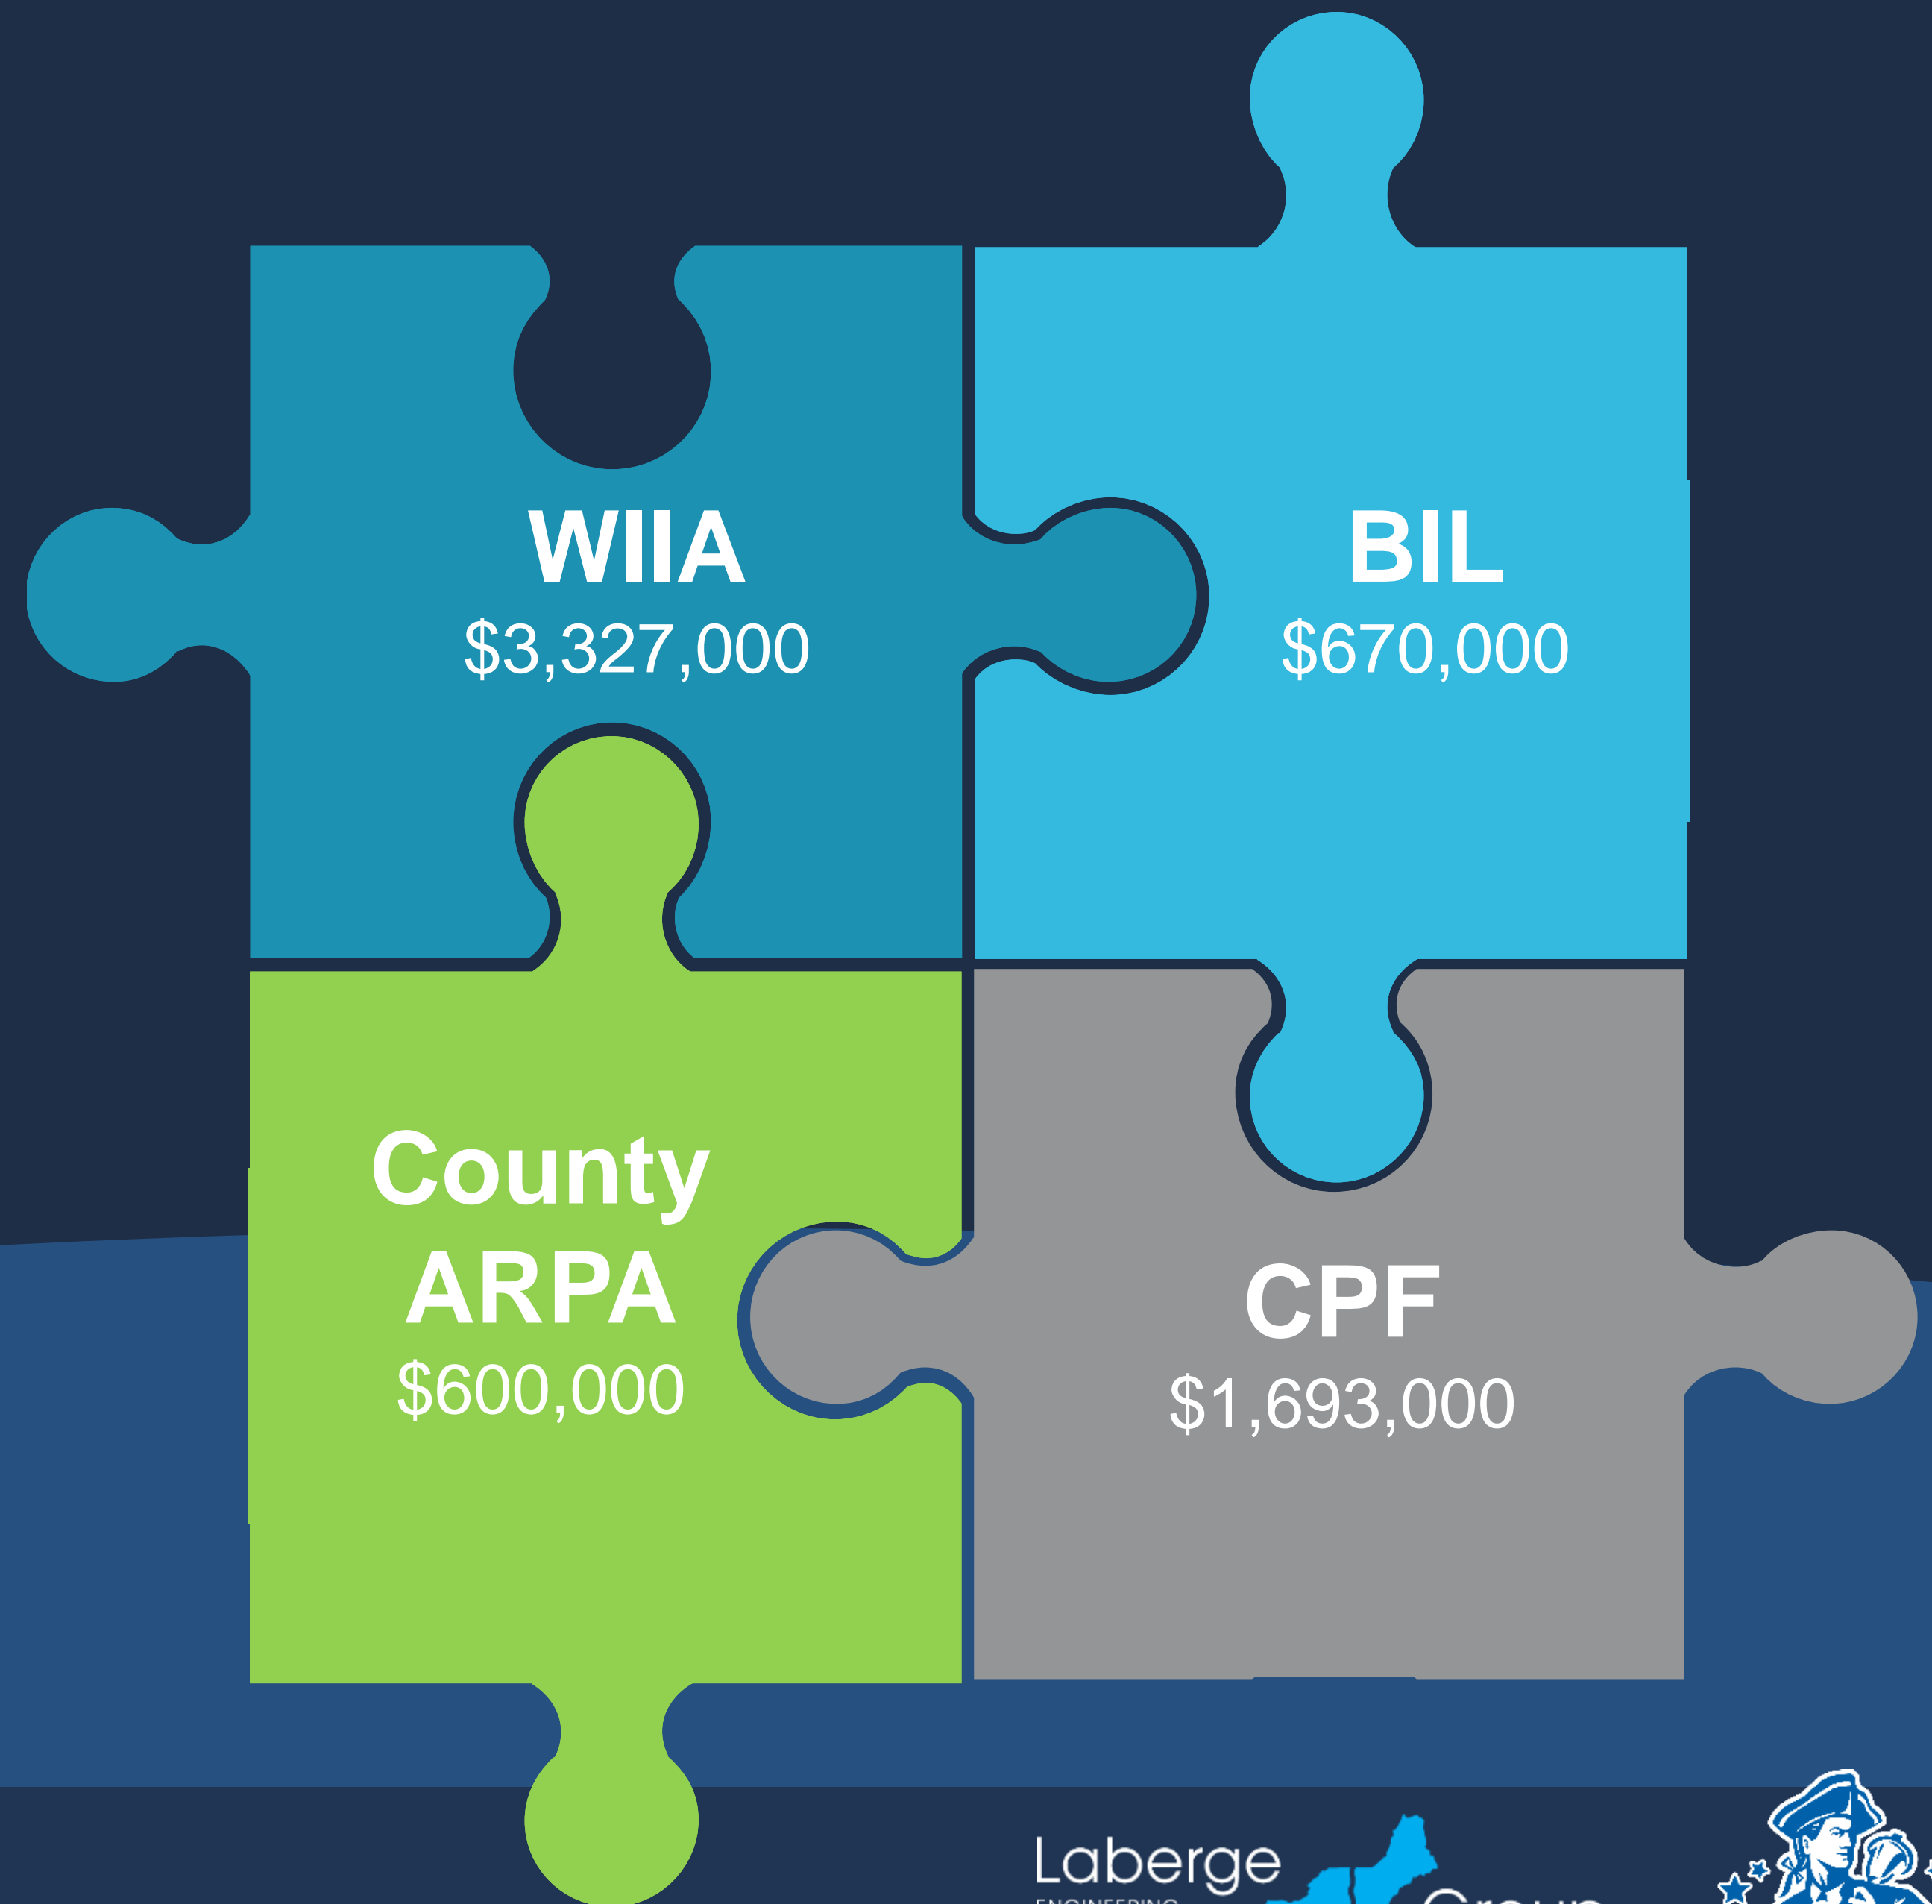 WIIA
$3,327,000
BIL
$670,000
County
ARPA
$600,000
CPF
$1,693,000
Laberge